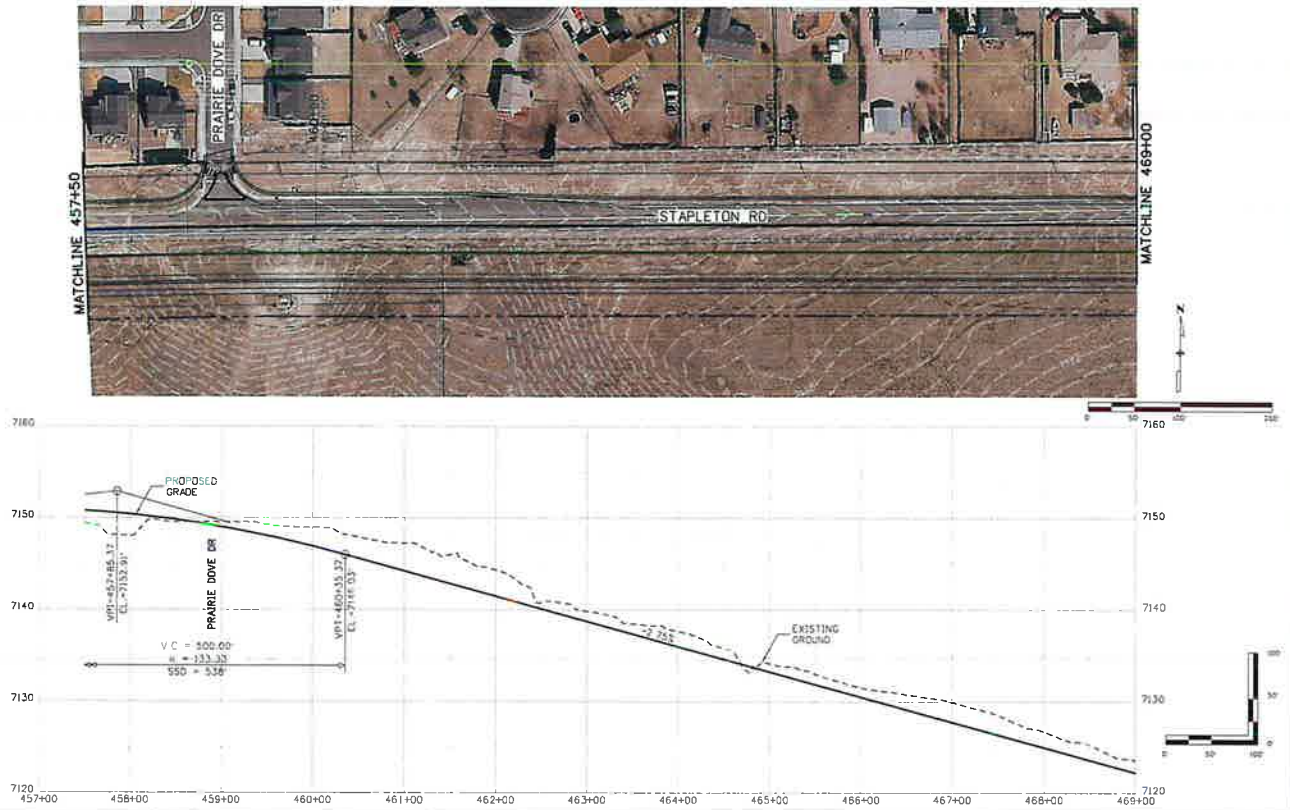 PRAIRIE DOVE DR
MATCHLINE 457+50
STAPLETON RD
MATCHLINE 469+00
Z
0 50 100 200
7160
7160
PROPOSED
GRADE
7150
7150
VPI=457+85.37
EL.=7152.91'
PRAIRIE DOVE DR
VPI=460+35.37
EL.=7146.03'
7140
7140
-2.75%
EXISTING
GROUND
V C = 500.00'
K = 133.33
SSD = 538'
7130
7130
100
50
0
0 50 100
7120
7120
457+00 458+00 459+00 460+00 461+00 462+00 463+00 464+00 465+00 466+00 467+00 468+00 469+00